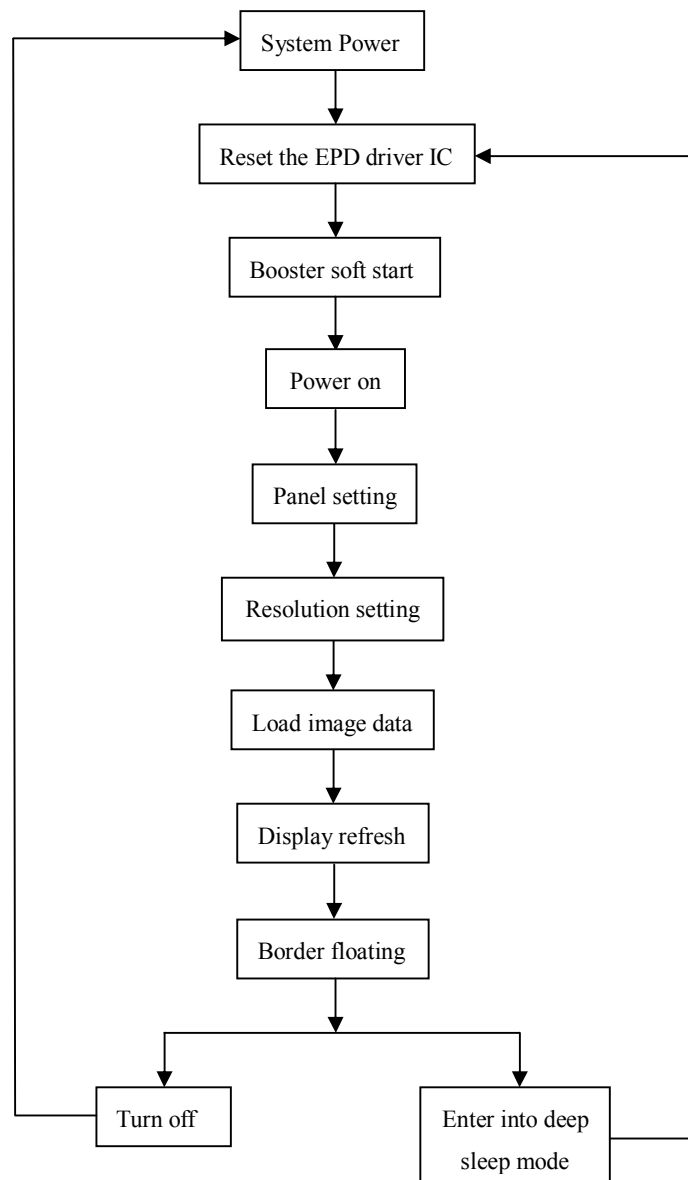 System Power
Reset the EPD driver IC
Booster soft start
Power on
Panel setting
Resolution setting
Load image data
Display refresh
Border floating
Turn off
Enter into deep
sleep mode